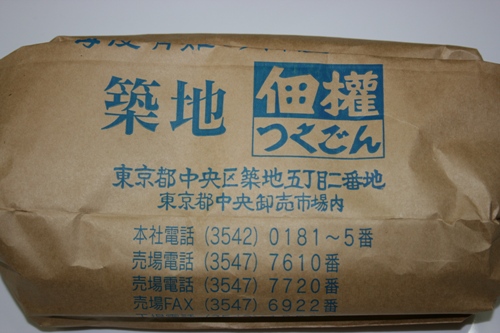 築地 佃權
つくごん
東京都中央区築地五丁目二番地
東京都中央卸売市場内
本社電話 (3542) 0181～5番
売場電話 (3547) 7610番
売場電話 (3547) 7720番
売場FAX (3547) 6922番